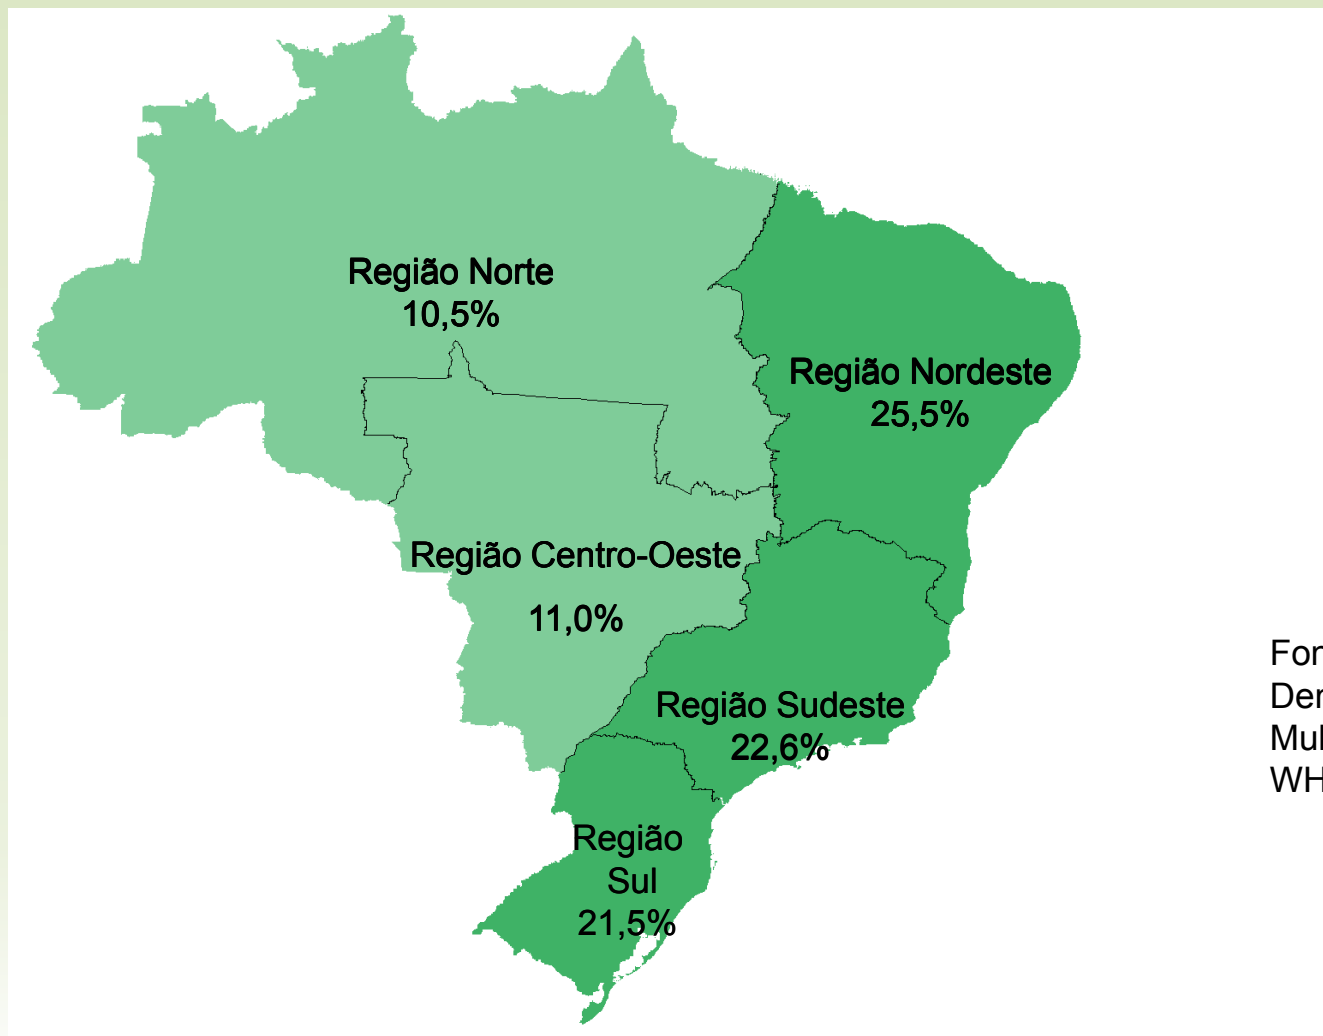 Região Norte
10,5%
Região Nordeste
25,5%
Região Centro-Oeste
11,0%
Região Sudeste
22,6%
Região
Sul
21,5%
WH